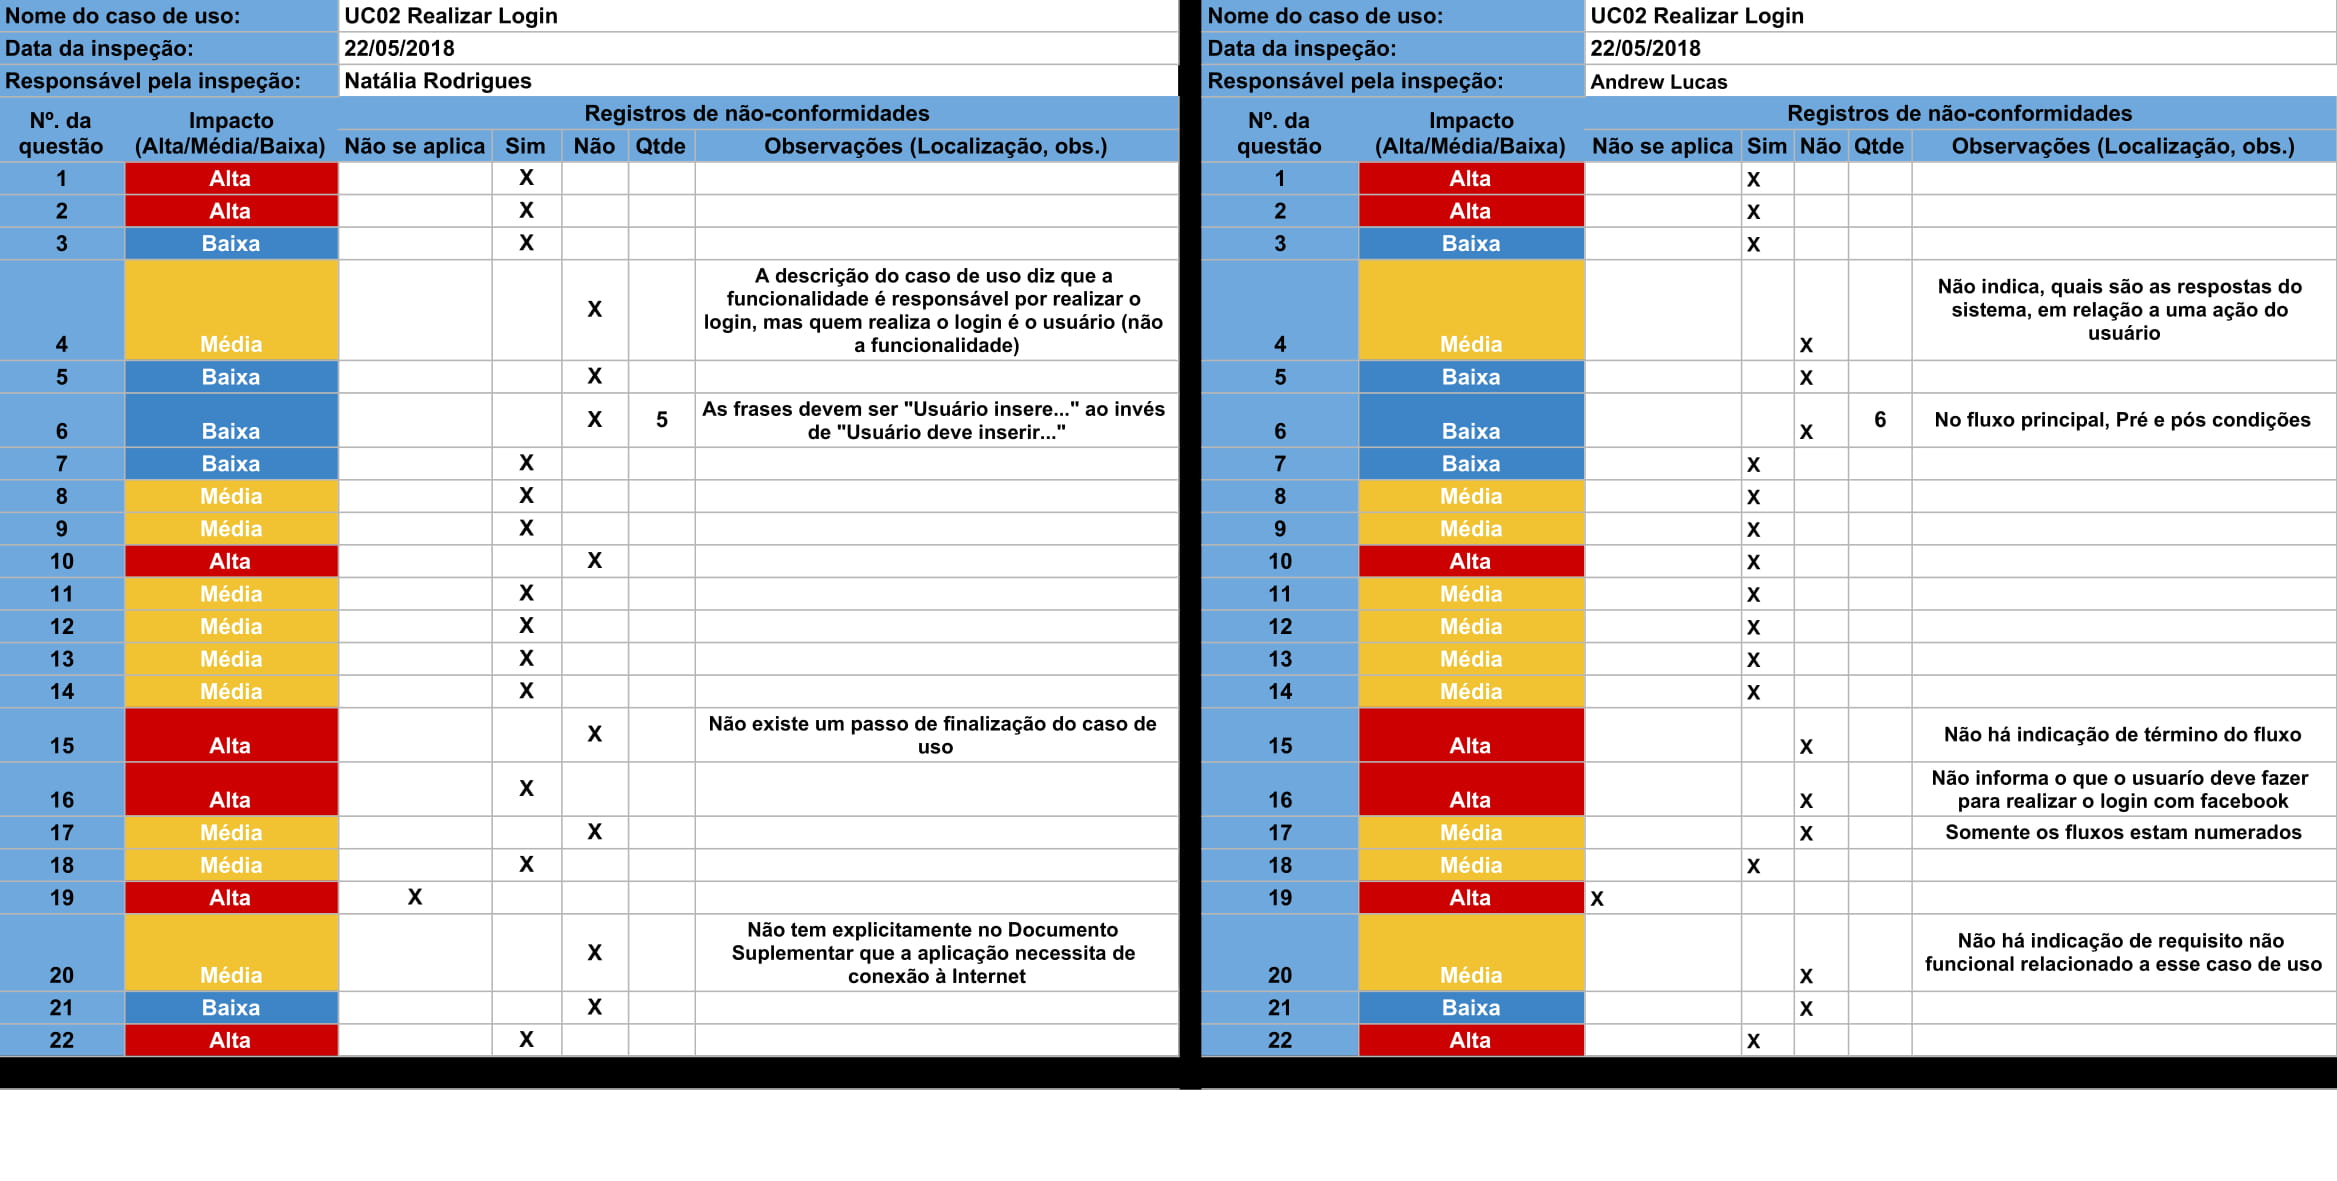 Nome do caso de uso: UC02 Realizar Login
Data da inspeção: 22/05/2018
Responsável pela inspeção: Natália Rodrigues
Nº. da questão Impacto (Alta/Média/Baixa) Registros de não-conformidades
Não se aplica Sim Não Qtde Observações (Localização, obs.)
1 Alta X
2 Alta X
3 Baixa X
4 Média X A descrição do caso de uso diz que a
funcionalidade é responsável por realizar o
login, mas quem realiza o login é o usuário (não
a funcionalidade)
5 Baixa X
6 Baixa X 5 As frases devem ser "Usuário insere..." ao invés
de "Usuário deve inserir..."
7 Baixa X
8 Média X
9 Média X
10 Alta X
11 Média X
12 Média X
13 Média X
14 Média X
15 Alta X Não existe um passo de finalização do caso de
uso
16 Alta X
17 Média X
18 Média X
19 Alta X
20 Média X Não tem explicitamente no Documento
Suplementar que a aplicação necessita de
conexão à Internet
21 Baixa X
22 Alta X
Nome do caso de uso: UC02 Realizar Login
Data da inspeção: 22/05/2018
Responsável pela inspeção: Andrew Lucas
Nº. da questão Impacto (Alta/Média/Baixa) Registros de não-conformidades
Não se aplica Sim Não Qtde Observações (Localização, obs.)
1 Alta X
2 Alta X
3 Baixa X
4 Média X Não indica, quais são as respostas do
sistema, em relação a uma ação do
usuário
5 Baixa X
6 Baixa X 6 No fluxo principal, Pré e pós condições
7 Baixa X
8 Média X
9 Média X
10 Alta X
11 Média X
12 Média X
13 Média X
14 Média X
15 Alta X Não há indicação de término do fluxo
16 Alta X Não informa o que o usuarío deve fazer
para realizar o login com facebook
17 Média X Somente os fluxos estam numerados
18 Média X
19 Alta X
20 Média X Não há indicação de requisito não
funcional relacionado a esse caso de uso
21 Baixa X
22 Alta X